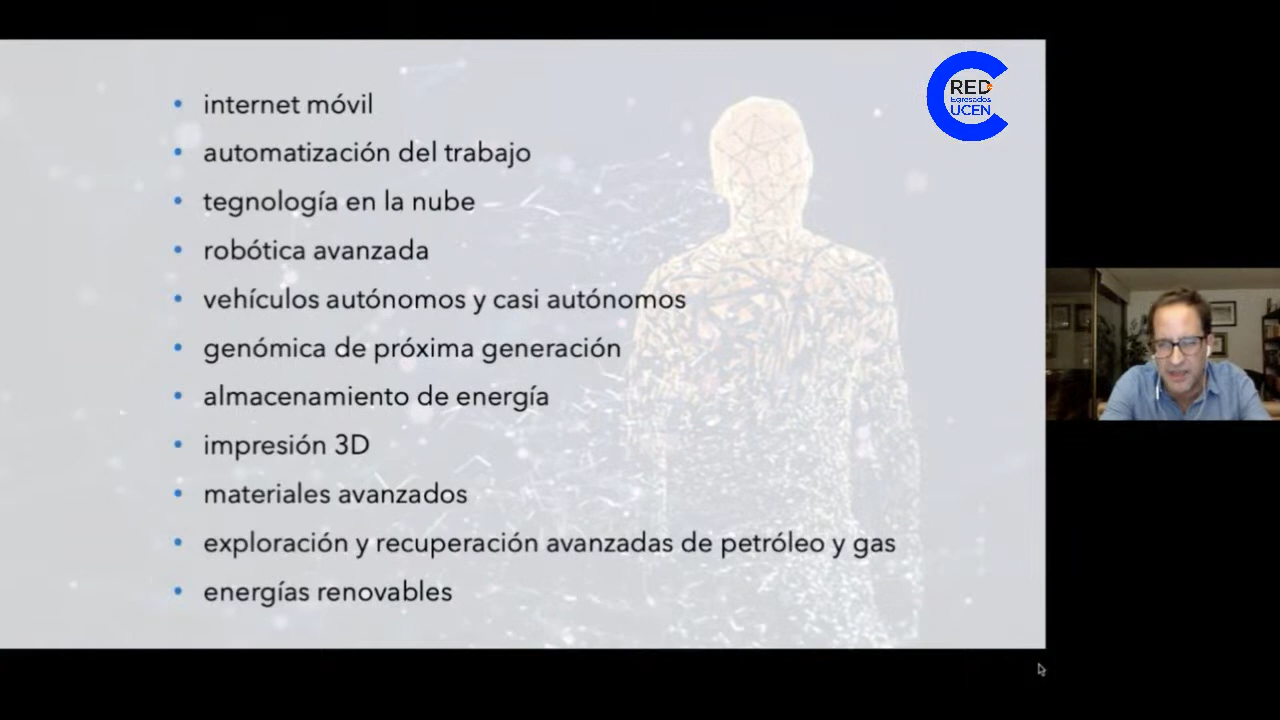 internet móvil
automatización del trabajo
tegnología en la nube
robótica avanzada
vehículos autónomos y casi autónomos
genómica de próxima generación
almacenamiento de energía
impresión 3D
materiales avanzados
exploración y recuperación avanzadas de petróleo y gas
energías renovables
RED
Egresados
UCEN